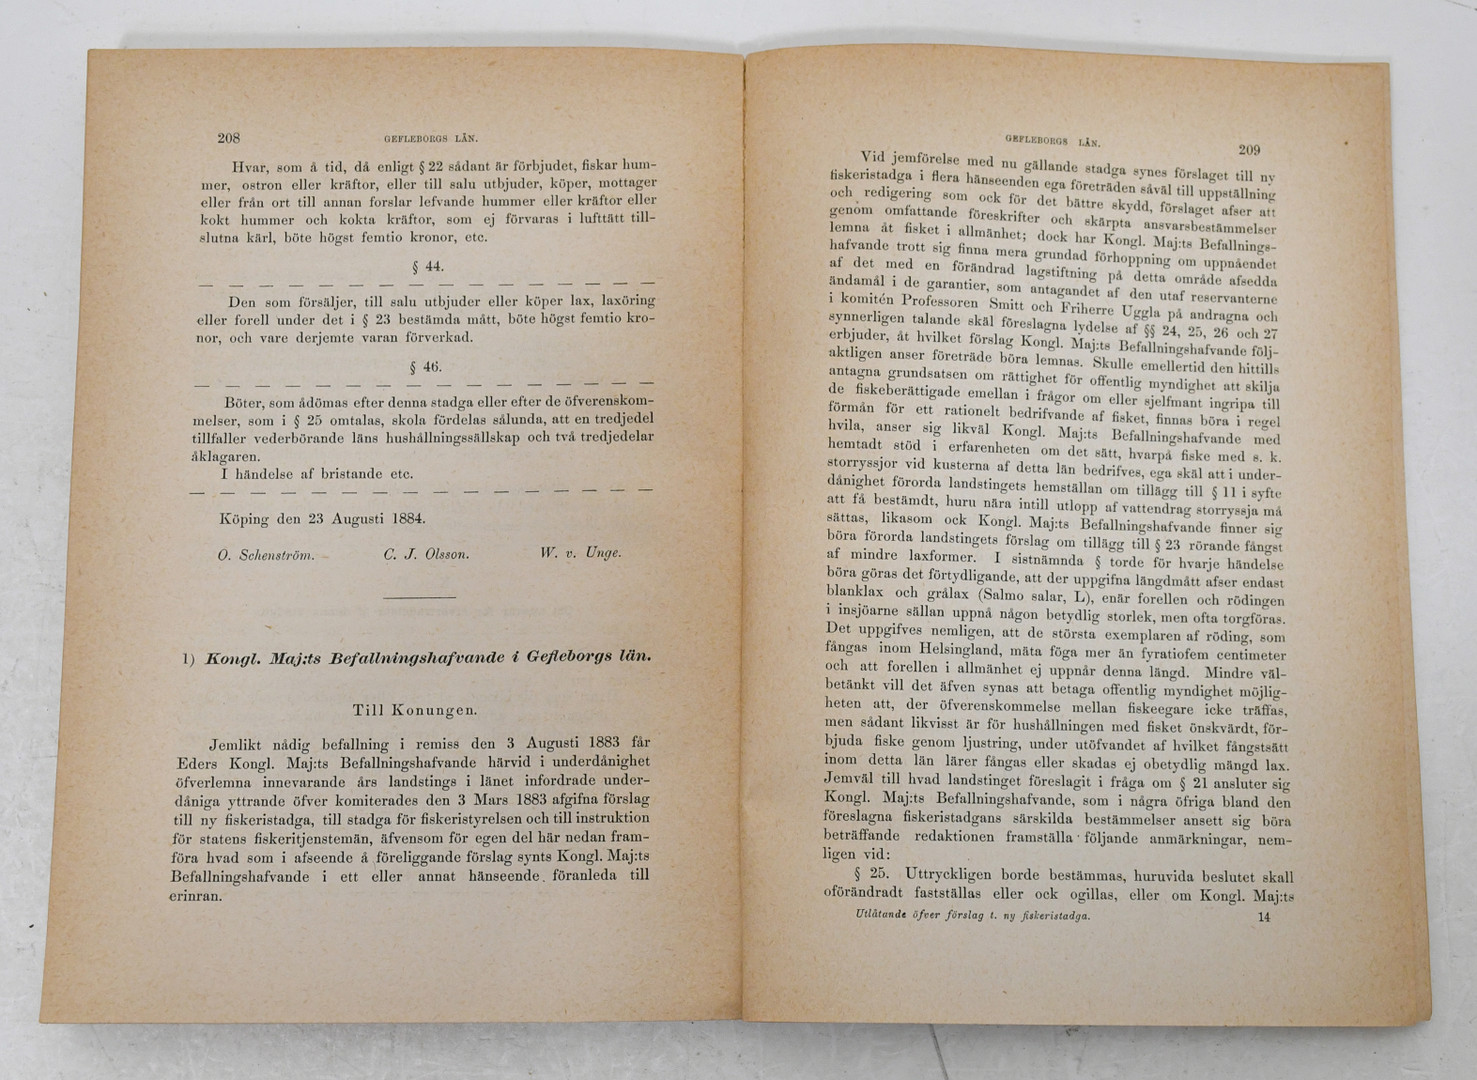 208
GEFLEBORGS LÄN.
Hvar, som å tid, då enligt § 22 sådant är förbjudet, fiskar hum-
mer, ostron eller kräftor, eller till salu utbjuder, köper, mottager
eller från ort till annan forslar lefvande hummer eller kräftor eller
kokt hummer och kokta kräftor, som ej förvaras i lufttätt till-
slutna kärl, böte högst femtio kronor, etc.
§ 44.
— — — — — — — — — — — — — — — —
Den som försäljer, till salu utbjuder eller köper lax, laxöring
eller forell under det i § 23 bestämda mått, böte högst femtio kro-
nor, och vare derjemte varan förverkad.
§ 46.
— — — — — — — — — — — — — — — —
Böter, som ådömas efter denna stadga eller efter de öfverenskom-
melser, som i § 25 omtalas, skola fördelas sålunda, att en tredjedel
tillfaller vederbörande läns hushållningssällskap och två tredjedelar
åklagaren.
I händelse af bristande etc.
— — — — — — — — — — — — — — — —
Köping den 23 Augusti 1884.
O. Schenström. C. J. Olsson. W. v. Unge.
1) Kongl. Maj:ts Befallningshafvande i Gefleborgs län.
Till Konungen.
Jemlikt nådig befallning i remiss den 3 Augusti 1883 får
Eders Kongl. Maj:ts Befallningshafvande härvid i underdånighet
öfverlemna innevarande års landstings i länet infordrade under-
dåniga yttrande öfver komiterades den 3 Mars 1883 afgifna förslag
till ny fiskeristadga, till stadga för fiskeristyrelsen och till instruktion
för statens fiskeritjenstemän, äfvensom för egen del här nedan fram-
föra hvad som i afseende å föreliggande förslag synts Kongl. Maj:ts
Befallningshafvande i ett eller annat hänseende föranleda till
erinran.
GEFLEBORGS LÄN.
209
Vid jemförelse med nu gällande stadga synes förslaget till ny
fiskeristadga i flera hänseenden ega företräden såväl till uppställning
och redigering som ock för det bättre skydd, förslaget afser att
genom omfattande föreskrifter och skärpta ansvarsbestämmelser
lemna åt fisket i allmänhet; dock har Kongl. Maj:ts Befallnings-
hafvande trott sig finna mera grundad förhoppning om uppnåendet
af det med en förändrad lagstiftning på detta område afsedda
ändamål i de garantier, som antagandet af den utaf reservanterne
i komitén Professoren Smitt och Friherre Uggla på andragna och
synnerligen talande skäl föreslagna lydelse af §§ 24, 25, 26 och 27
erbjuder, åt hvilket förslag Kongl. Maj:ts Befallningshafvande följ-
aktligen anser företräde böra lemnas. Skulle emellertid den hittills
antagna grundsatsen om rättighet för offentlig myndighet att skilja
de fiskeberättigade emellan i frågor om eller sjelfmant ingripa till
förmån för ett rationelt bedrifvande af fisket, finnas böra i regel
hvila, anser sig likväl Kongl. Maj:ts Befallningshafvande med
hemtadt stöd i erfarenheten om det sätt, hvarpå fiske med s. k.
storryssjor vid kusterna af detta län bedrifves, ega skäl att i under-
dånighet förorda landstingets hemställan om tillägg till § 11 i syfte
att få bestämdt, huru nära intill utlopp af vattendrag storryssja må
sättas, likasom ock Kongl. Maj:ts Befallningshafvande finner sig
böra förorda landstingets förslag om tillägg till § 23 rörande fångst
af mindre laxformer. I sistnämnda § torde för hvarje händelse
böra göras det förtydligande, att der uppgifna längdmått afser endast
blanklax och grålax (Salmo salar, L), enär forellen och rödingen
i insjöarne sällan uppnå någon betydlig storlek, men ofta torgföras.
Det uppgifves nemligen, att de största exemplaren af röding, som
fångas inom Helsingland, mäta föga mer än fyratiofem centimeter
och att forellen i allmänhet ej uppnår denna längd. Mindre väl-
betänkt vill det äfven synas att betaga offentlig myndighet möjlig-
heten att, der öfverenskommelse mellan fiskeegare icke träffas,
men sådant likvisst är för hushållningen med fisket önskvärdt, för-
bjuda fiske genom ljustring, under utöfvandet af hvilket fångstsätt
inom detta län lärer fångas eller skadas ej obetydlig mängd lax.
Jemväl till hvad landstinget föreslagit i fråga om § 21 ansluter sig
Kongl. Maj:ts Befallningshafvande, som i några öfriga bland den
föreslagna fiskeristadgans särskilda bestämmelser ansett sig böra
beträffande redaktionen framställa följande anmärkningar, nem-
ligen vid:
§ 25. Uttryckligen borde bestämmas, huruvida beslutet skall
oförändradt fastställas eller ock ogillas, eller om Kongl. Maj:ts
Utlåtande öfver förslag t. ny fiskeristadga. 14